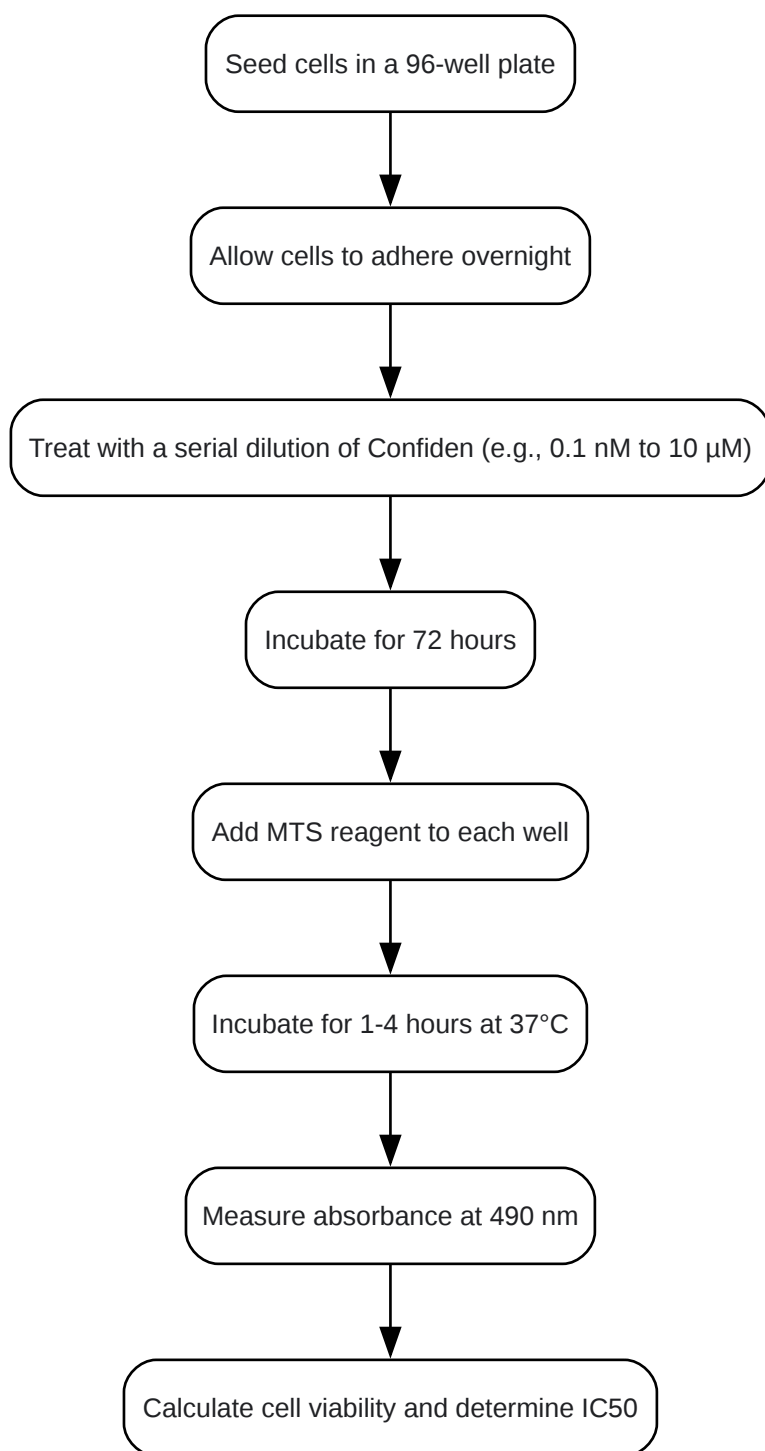 Seed cells in a 96-well plate
Allow cells to adhere overnight
Treat with a serial dilution of Confiden (e.g., 0.1 nM to 10 µM)
Incubate for 72 hours
Add MTS reagent to each well
Incubate for 1-4 hours at 37°C
Measure absorbance at 490 nm
Calculate cell viability and determine IC50